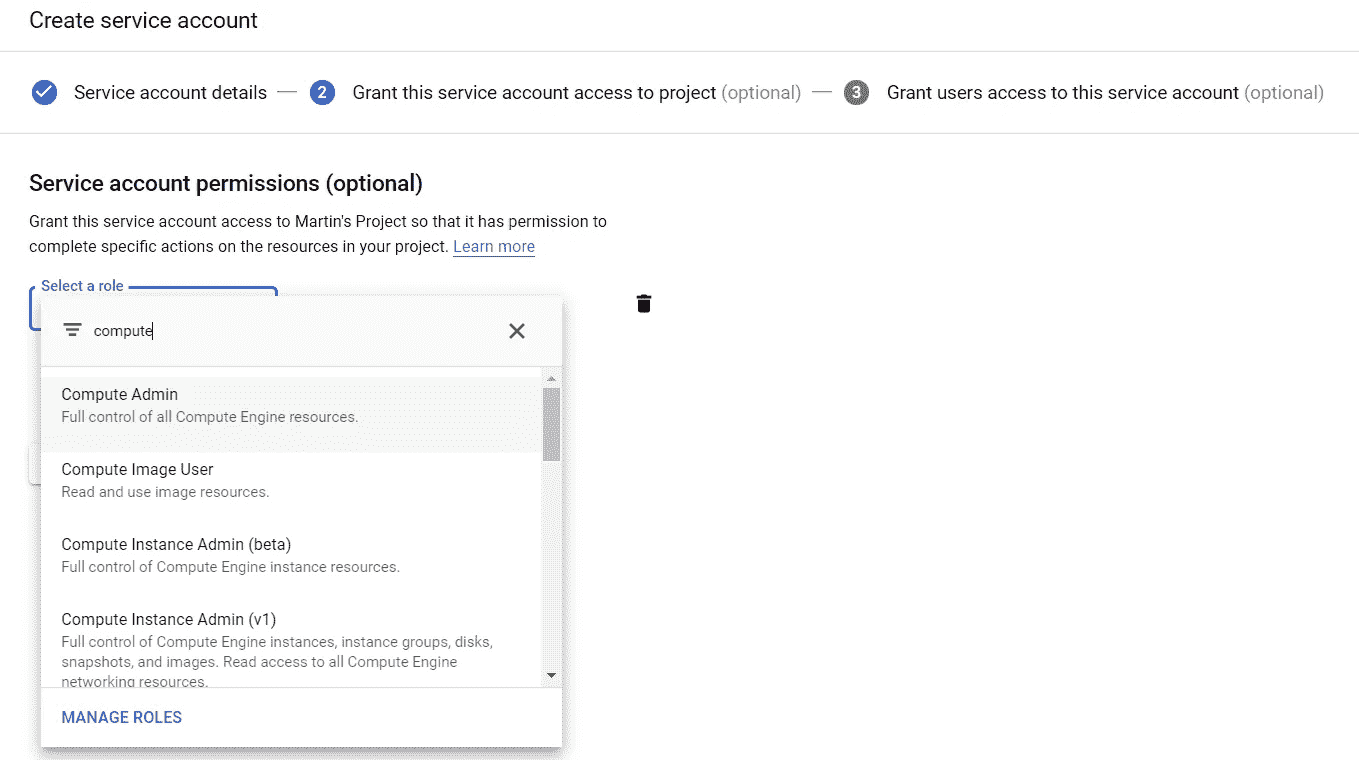 Create service account
Service account details — 2 Grant this service account access to project (optional) — 3 Grant users access to this service account (optional)
Service account permissions (optional)
Grant this service account access to Martin's Project so that it has permission to
complete specific actions on the resources in your project. Learn more
Select a role
compute
Compute Admin
Full control of all Compute Engine resources.
Compute Image User
Read and use image resources.
Compute Instance Admin (beta)
Full control of Compute Engine instance resources.
Compute Instance Admin (v1)
Full control of Compute Engine instances, instance groups, disks,
snapshots, and images. Read access to all Compute Engine
networking resources.
MANAGE ROLES